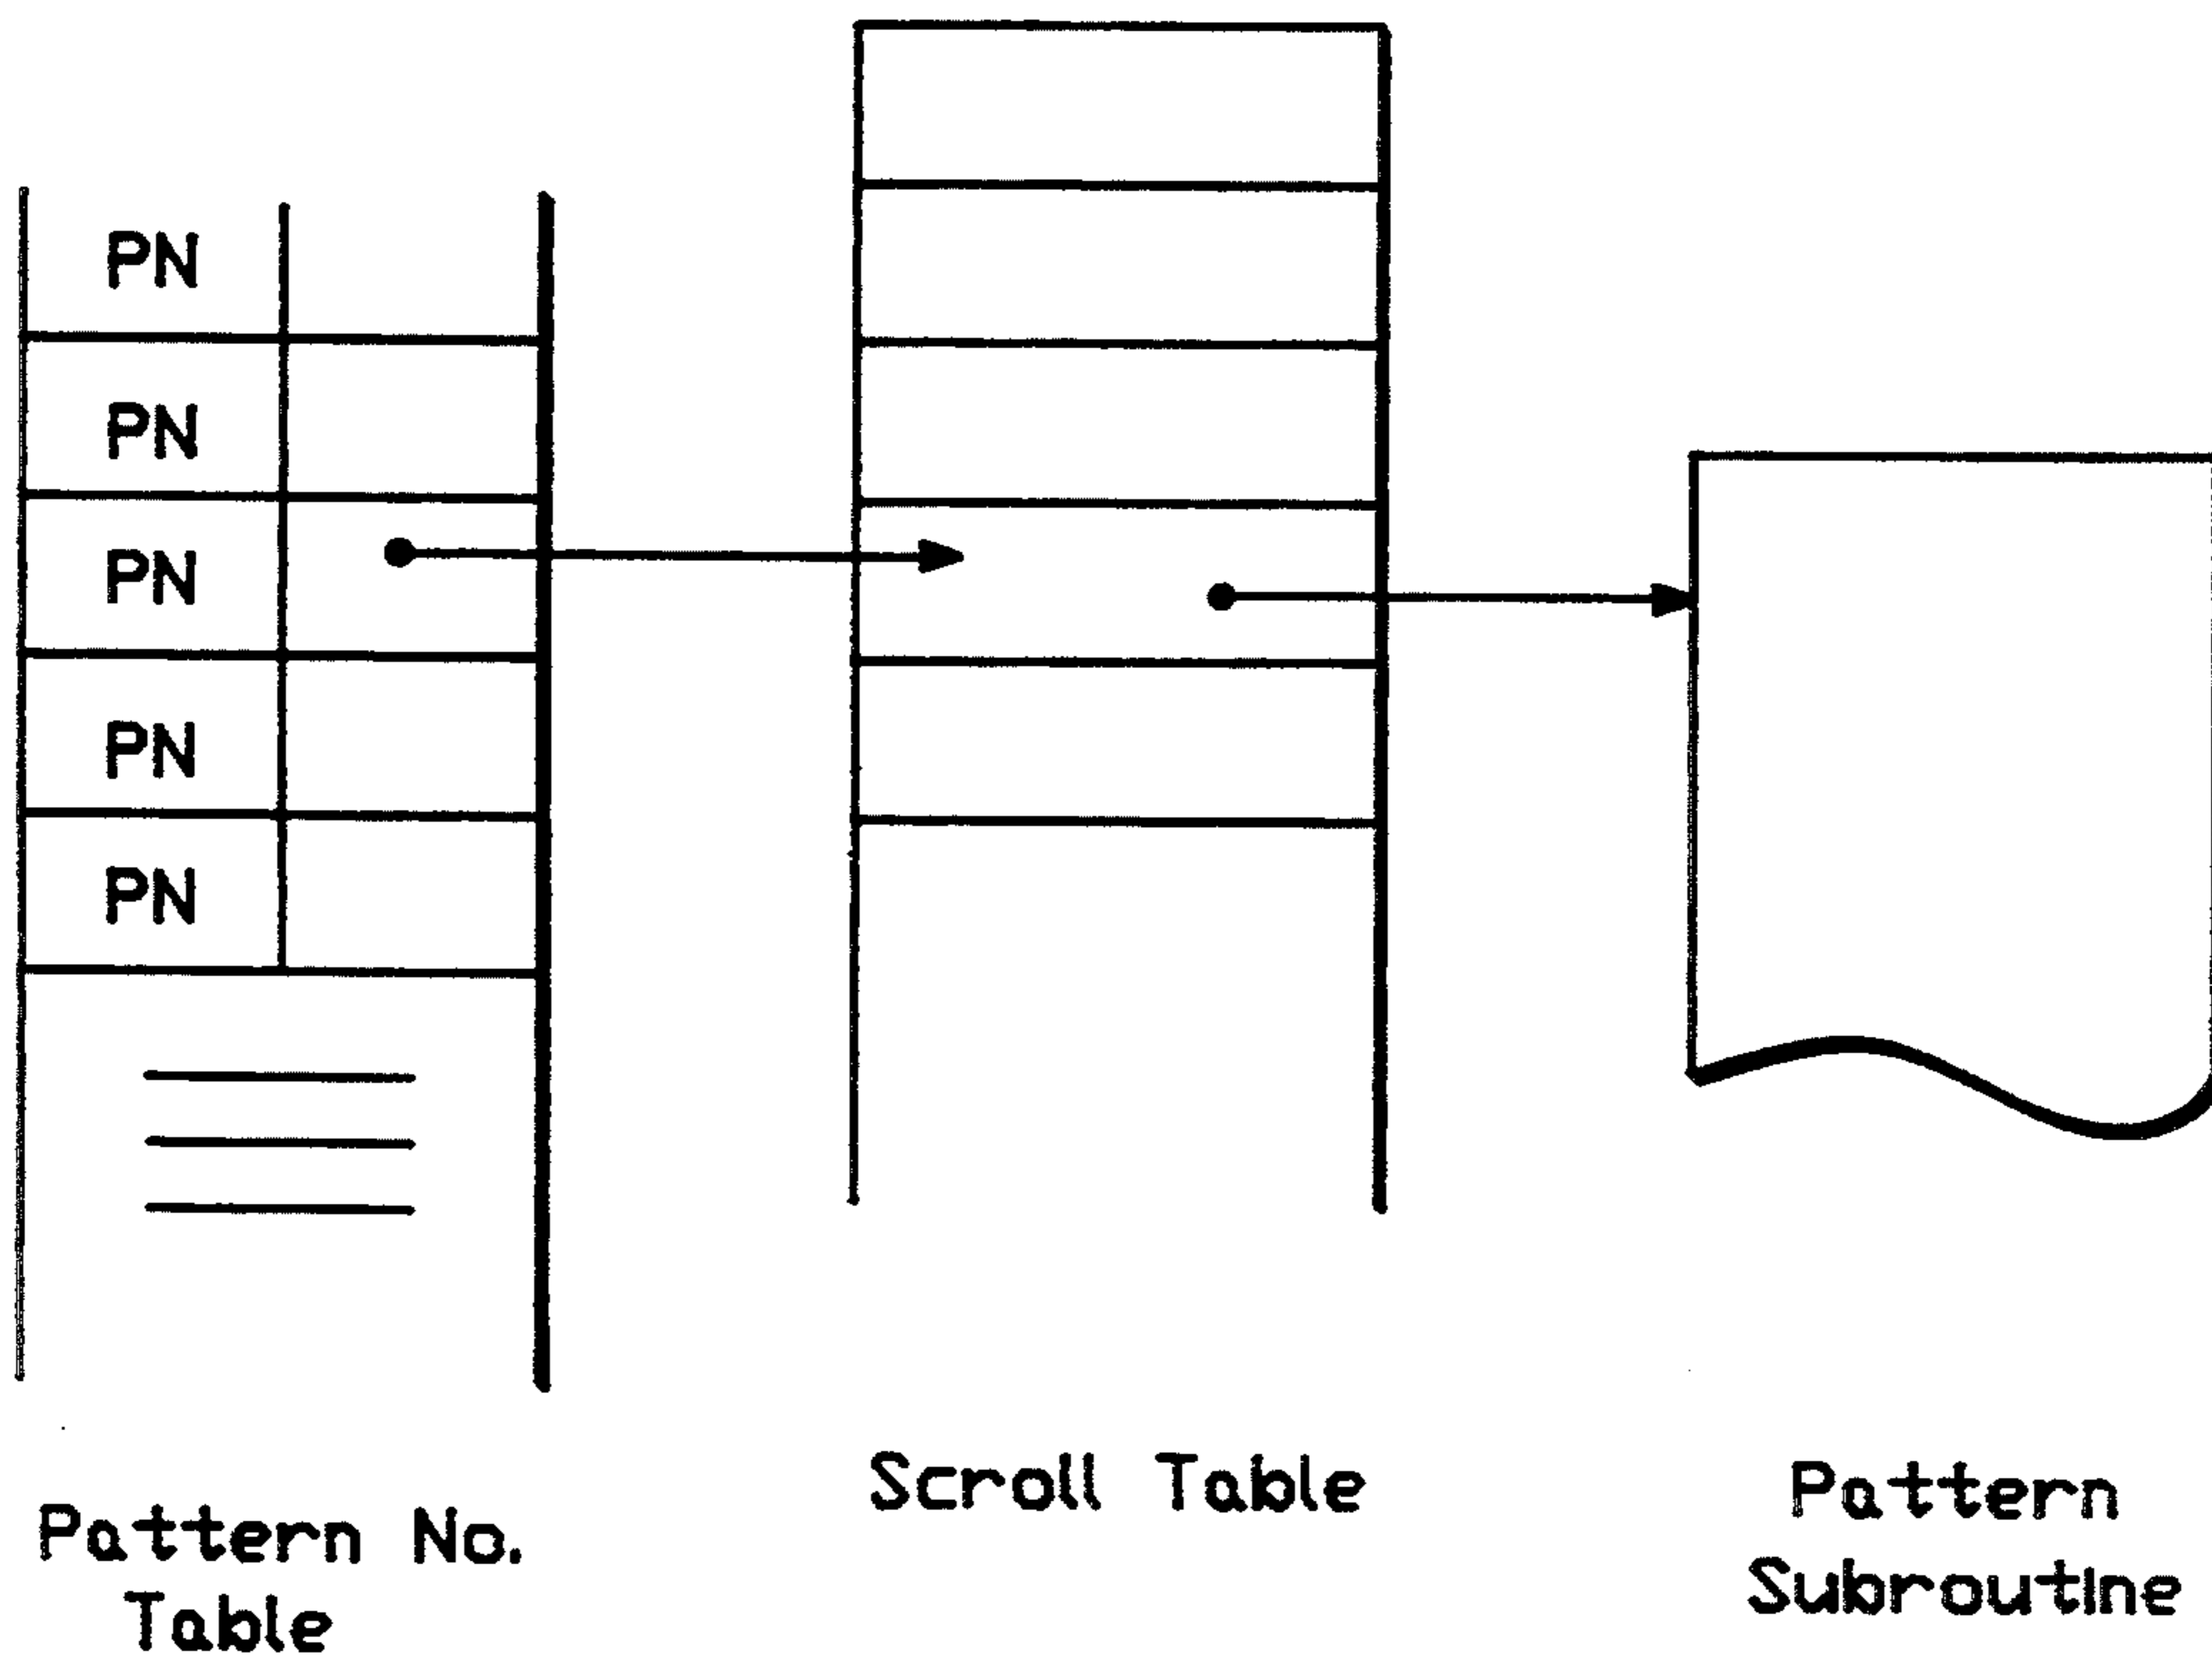 PN
PN
PN
PN
PN
Pattern No.
Table
Scroll Table
Pattern
Subroutine